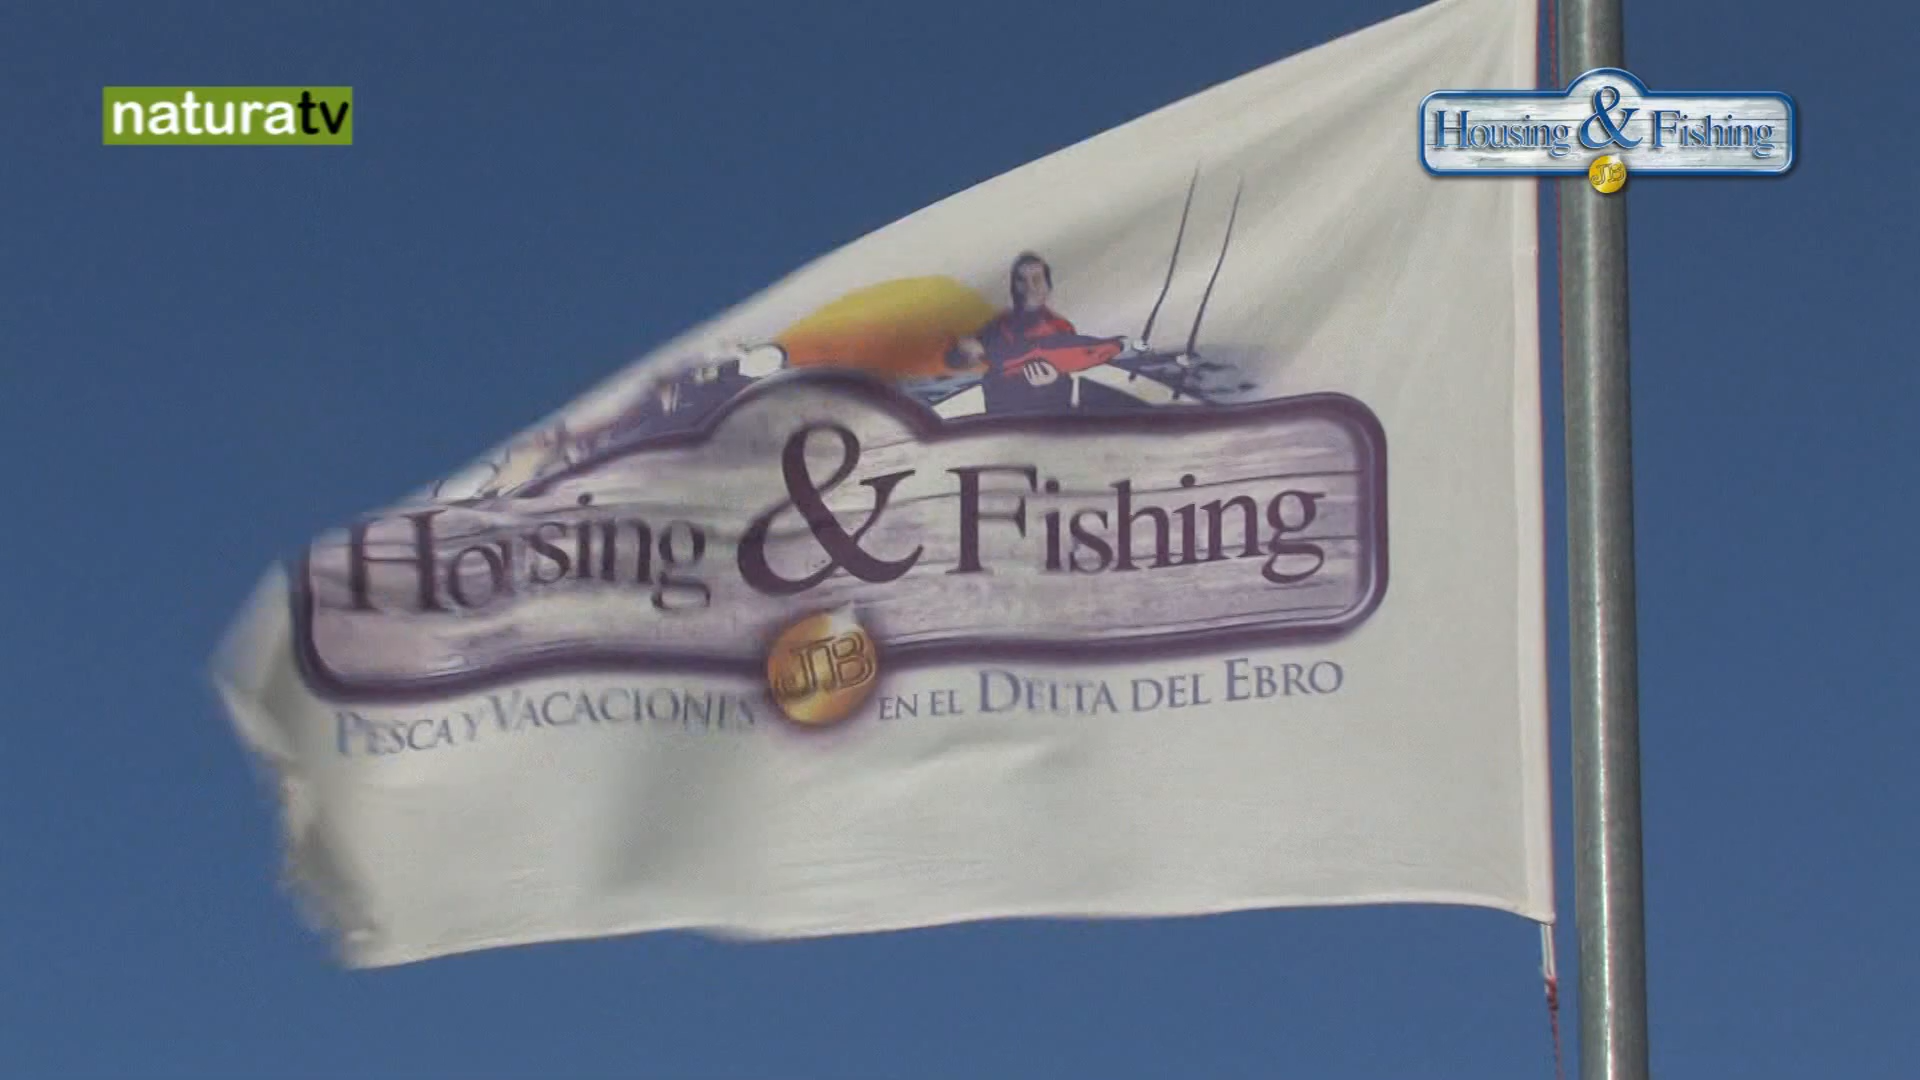 naturatv
Housing & Fishing
JB
Housing & Fishing
JB
PESCA Y VACACIONES EN EL DELTA DEL EBRO